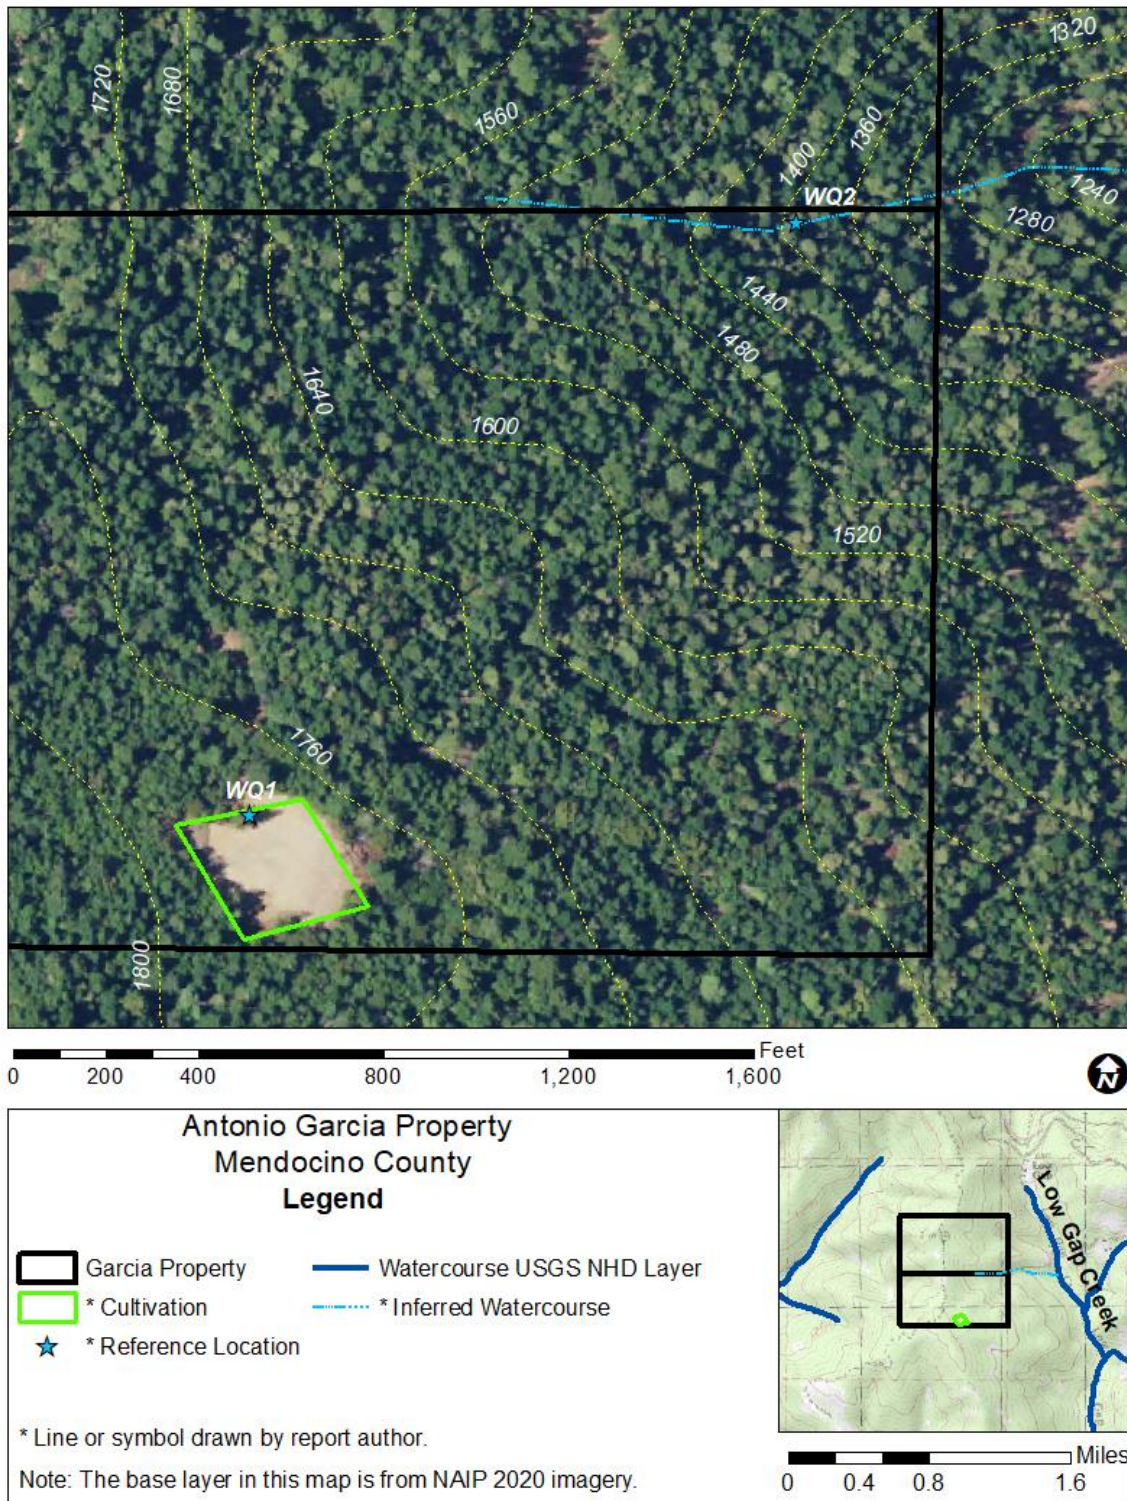 1320
1720
1680
1560
1360
1400
WQ2
1240
1280
1440
1480
1640
1600
1520
1760
WQ1
1800
Feet
0 200 400 800 1,200 1,600
N
Antonio Garcia Property
Mendocino County
Legend
Garcia Property
Watercourse USGS NHD Layer
* Cultivation
* Inferred Watercourse
* Reference Location
* Line or symbol drawn by report author.
Note: The base layer in this map is from NAIP 2020 imagery.
Low Gap Creek
Miles
0 0.4 0.8 1.6